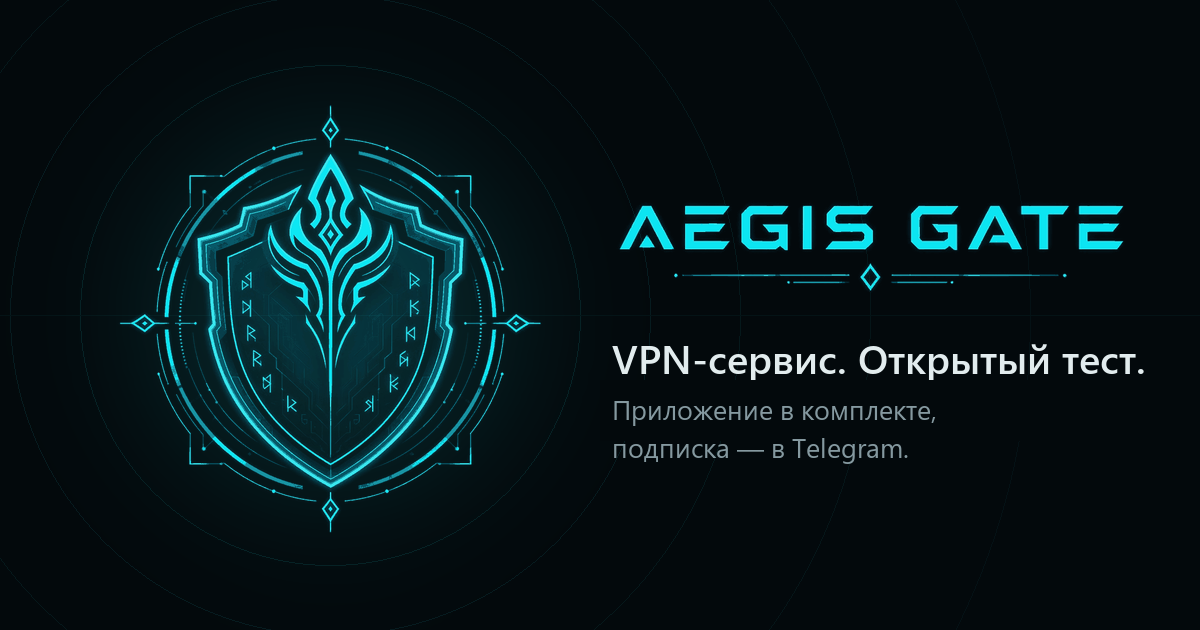 AEGIS GATE
VPN-сервис. Открытый тест.
Приложение в комплекте,
подписка — в Telegram.